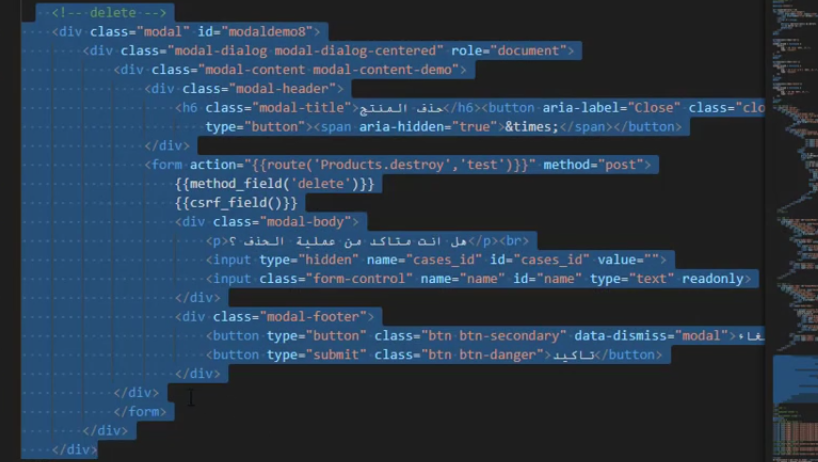 <!-- delete -->
<div class="modal" id="modaldemo8">
<div class="modal-dialog modal-dialog-centered" role="document">
<div class="modal-content modal-content-demo">
<div class="modal-header">
<h6 class="modal-title">حذف المنتج</h6><button aria-label="Close" class="clo
type="button"><span aria-hidden="true">&times;</span></button>
</div>
<form action="{{route('Products.destroy','test')}}" method="post">
{{method_field('delete')}}
{{csrf_field()}}
<div class="modal-body">
<p>هل انت متاكد من عملية الحذف ؟</p><br>
<input type="hidden" name="cases_id" id="cases_id" value="">
<input class="form-control" name="name" id="name" type="text" readonly>
</div>
<div class="modal-footer">
<button type="button" class="btn btn-secondary" data-dismiss="modal">
<button type="submit" class="btn btn-danger">تاكيد</button>
</div>
</div>
</form>
</div>
</div>